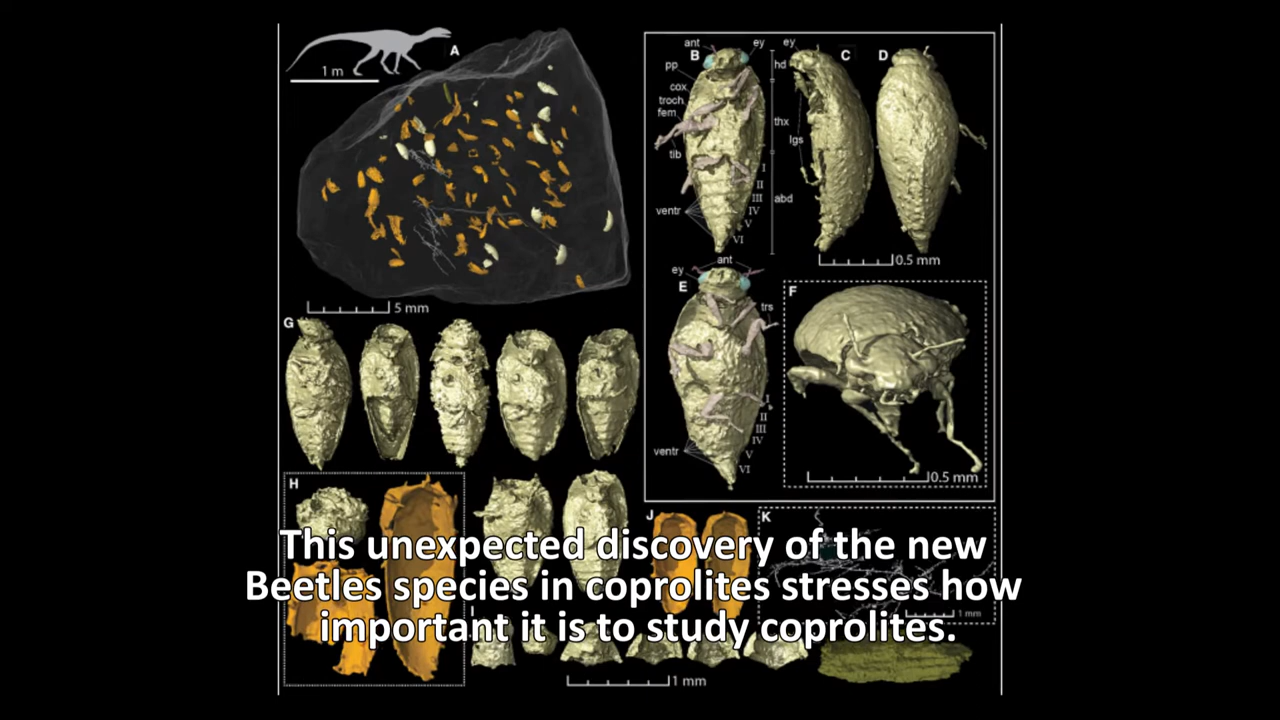 A
1 m
5 mm
B
ant
ey
pp
cox
troch
fem
tib
ventr
hd
thx
abd
I
II
III
IV
V
VI
ey
C
lgs
D
0.5 mm
E
ant
ey
trs
I
II
III
IV
V
VI
ventr
F
0.5 mm
G
H
J
K
1 mm
This unexpected discovery of the new
Beetles species in coprolites stresses how
important it is to study coprolites.
1 mm